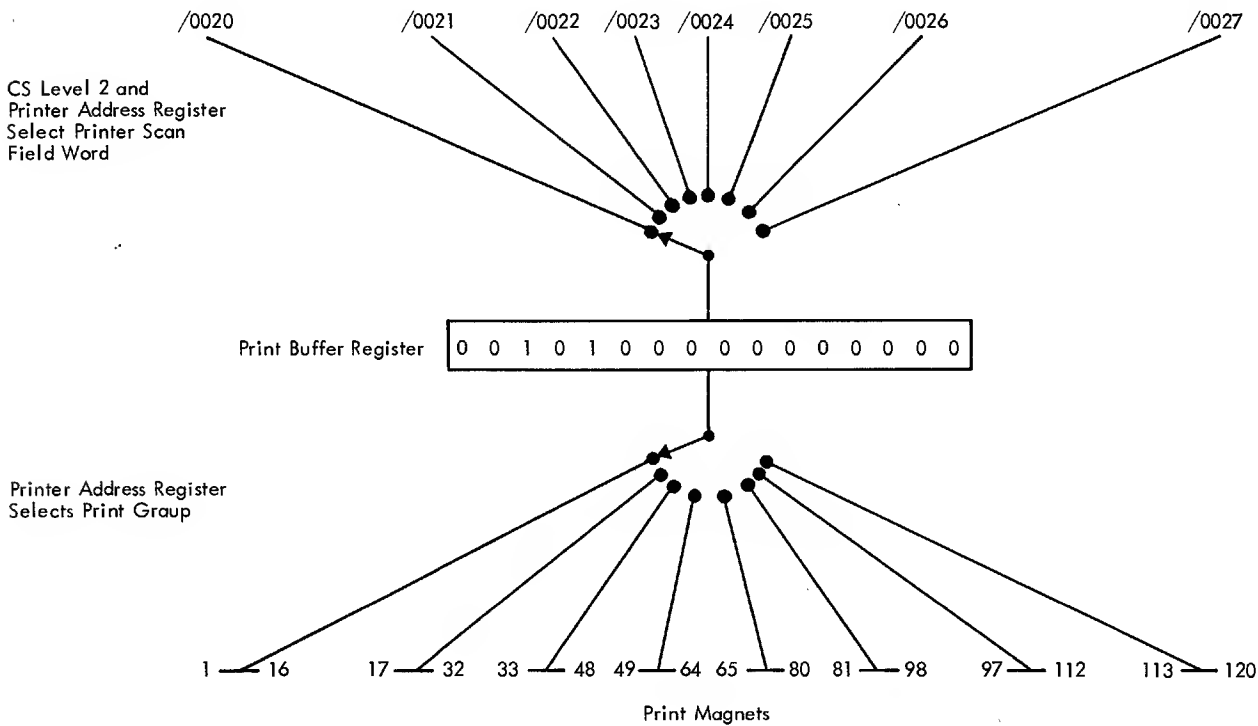 /0020 /0021 /0022 /0023 /0024 /0025 /0026 /0027
CS Level 2 and
Printer Address Register
Select Printer Scan
Field Word
Print Buffer Register 0 0 1 0 1 0 0 0 0 0 0 0 0 0 0 0
Printer Address Register
Selects Print Group
1 16 17 32 33 48 49 64 65 80 81 98 97 112 113 120
Print Magnets